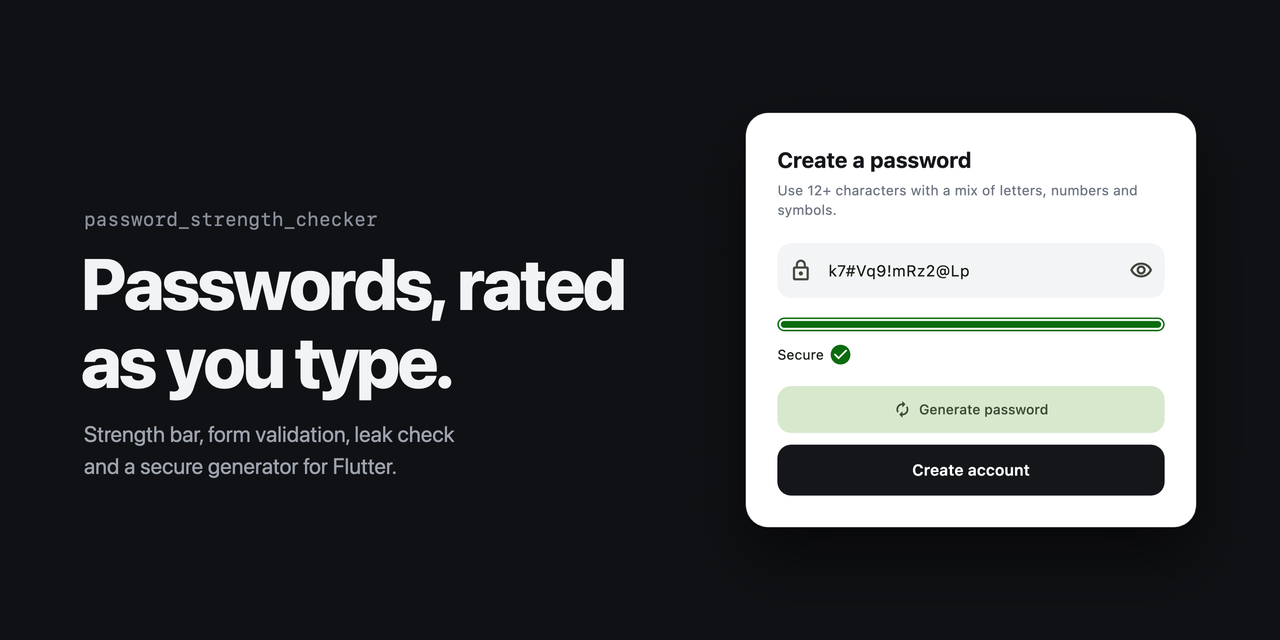 password_strength_checker
Passwords, rated
as you type.
Strength bar, form validation, leak check
and a secure generator for Flutter.
Create a password
Use 12+ characters with a mix of letters, numbers and
symbols.
k7#Vq9!mRz2@Lp
Secure
Generate password
Create account